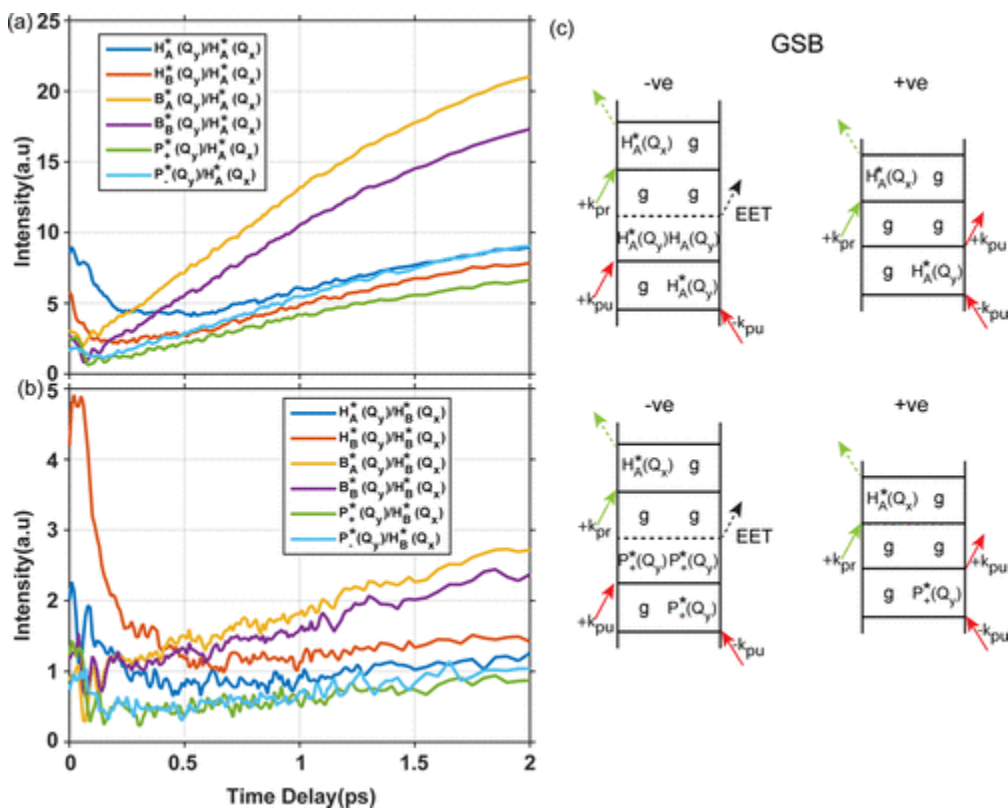 (a)
Intensity(a.u)
25
20
15
10
5
0
H*A(Qy)/H*A(Qx)
H*B(Qy)/H*A(Qx)
B*A(Qy)/H*A(Qx)
B*B(Qy)/H*A(Qx)
P*+(Qy)/H*A(Qx)
P*-(Qy)/H*A(Qx)
(b)
Intensity(a.u)
5
4
3
2
1
0
H*A(Qy)/H*B(Qx)
H*B(Qy)/H*B(Qx)
B*A(Qy)/H*B(Qx)
B*B(Qy)/H*B(Qx)
P*+(Qy)/H*B(Qx)
P*-(Qy)/H*B(Qx)
0 0.5 1 1.5 2
Time Delay(ps)
(c)
GSB
-ve
H*A(Qx) g
+kpr
g g
EET
H*A(Qy)HA(Qy)
+kpu
g H*A(Qy)
-kpu
+ve
H*A(Qx) g
+kpr
g g
+kpu
g H*A(Qy)
-kpu
-ve
H*A(Qx) g
+kpr
g g
EET
P*+(Qy) P*+(Qy)
+kpu
g P*+(Qy)
-kpu
+ve
H*A(Qx) g
+kpr
g g
+kpu
g P*+(Qy)
-kpu